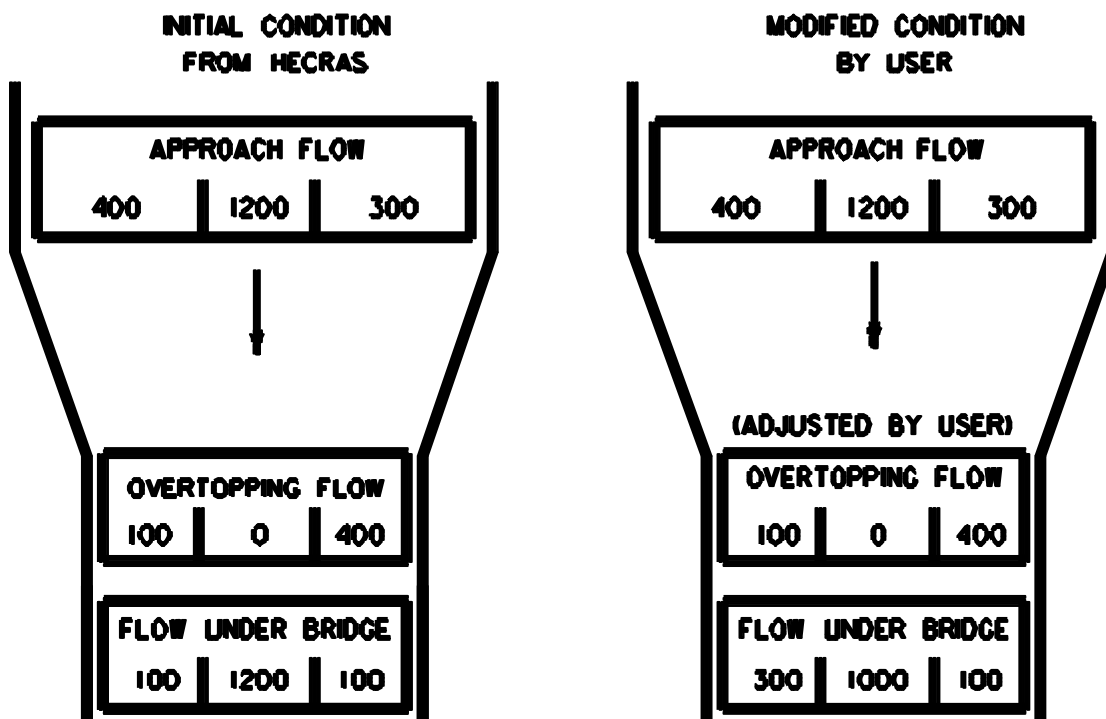 INITIAL CONDITION
FROM HECRAS
APPROACH FLOW
400 1200 300
OVERTOPPING FLOW
100 0 400
FLOW UNDER BRIDGE
100 1200 100
MODIFIED CONDITION
BY USER
APPROACH FLOW
400 1200 300
(ADJUSTED BY USER)
OVERTOPPING FLOW
100 0 400
FLOW UNDER BRIDGE
300 1000 100